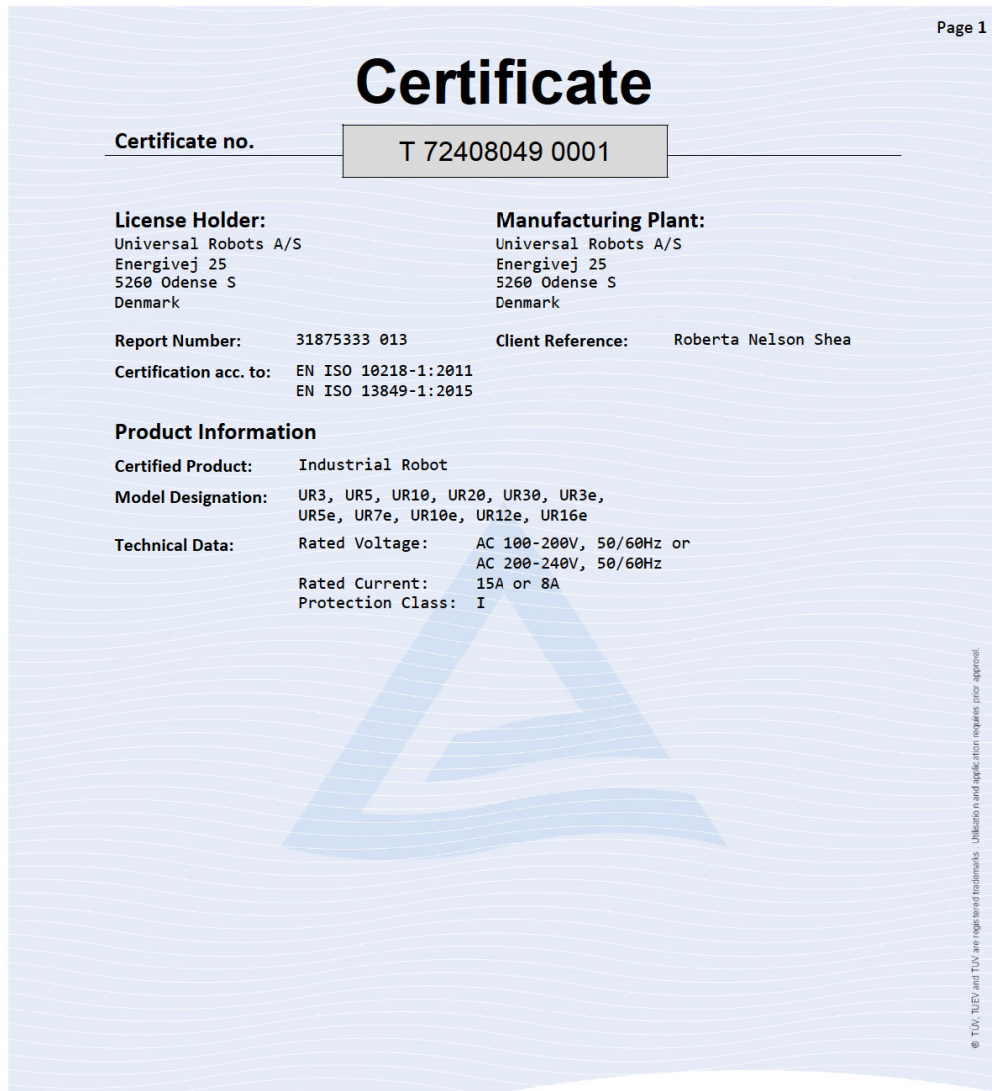 Page 1
Certificate
Certificate no.
T 72408049 0001
License Holder:
Universal Robots A/S
Energivej 25
5260 Odense S
Denmark
Manufacturing Plant:
Universal Robots A/S
Energivej 25
5260 Odense S
Denmark
Report Number: 31875333 013
Client Reference: Roberta Nelson Shea
Certification acc. to: EN ISO 10218-1:2011
EN ISO 13849-1:2015
Product Information
Certified Product: Industrial Robot
Model Designation: UR3, UR5, UR10, UR20, UR30, UR3e,
UR5e, UR7e, UR10e, UR12e, UR16e
Technical Data: Rated Voltage: AC 100-200V, 50/60Hz or
AC 200-240V, 50/60Hz
Rated Current: 15A or 8A
Protection Class: I
® TÜV, TUEV and TUV are registered trademarks. Utilisation and application requires prior approval.